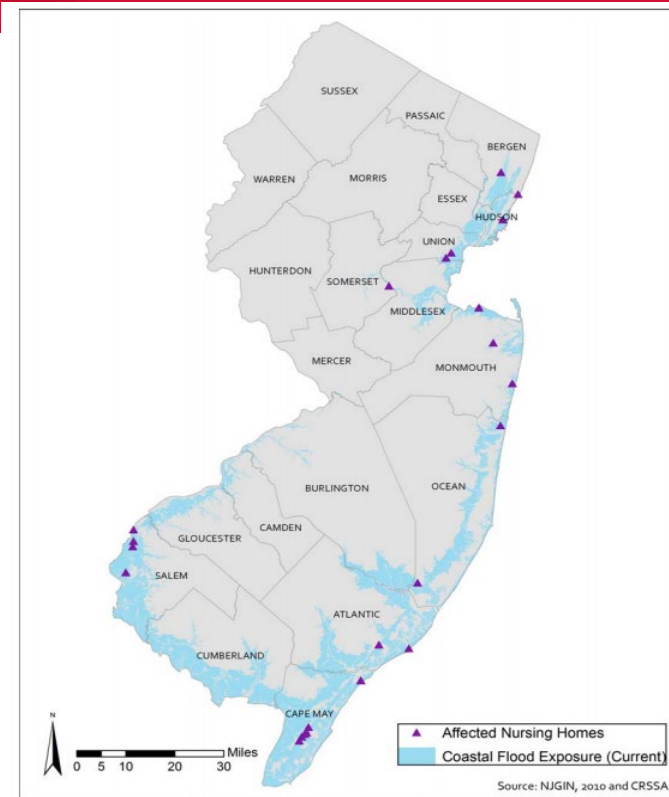 SUSSEX
PASSAIC
BERGEN
WARREN
MORRIS
ESSEX
HUDSON
UNION
HUNTERDON
SOMERSET
MIDDLESEX
MERCER
MONMOUTH
OCEAN
BURLINGTON
CAMDEN
GLOUCESTER
SALEM
ATLANTIC
CUMBERLAND
CAPE MAY
N
Miles
0 5 10 20 30
Affected Nursing Homes
Coastal Flood Exposure (Current)
Source: NJGIN, 2010 and CRSSA